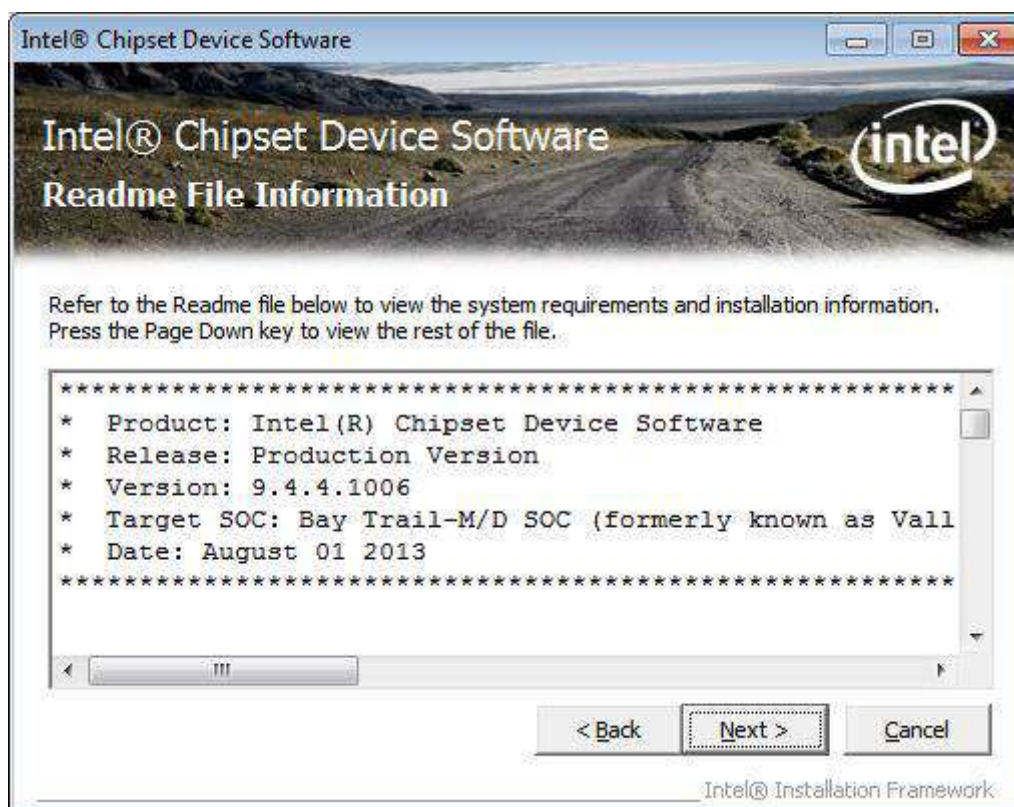 Intel® Chipset Device Software
Intel® Chipset Device Software
intel
Readme File Information
Refer to the Readme file below to view the system requirements and installation information.
Press the Page Down key to view the rest of the file.
*********************************************************
* Product: Intel(R) Chipset Device Software
* Release: Production Version
* Version: 9.4.4.1006
* Target SOC: Bay Trail-M/D SOC (formerly known as Vall
* Date: August 01 2013
*********************************************************
< Back Next > Cancel
Intel® Installation Framework